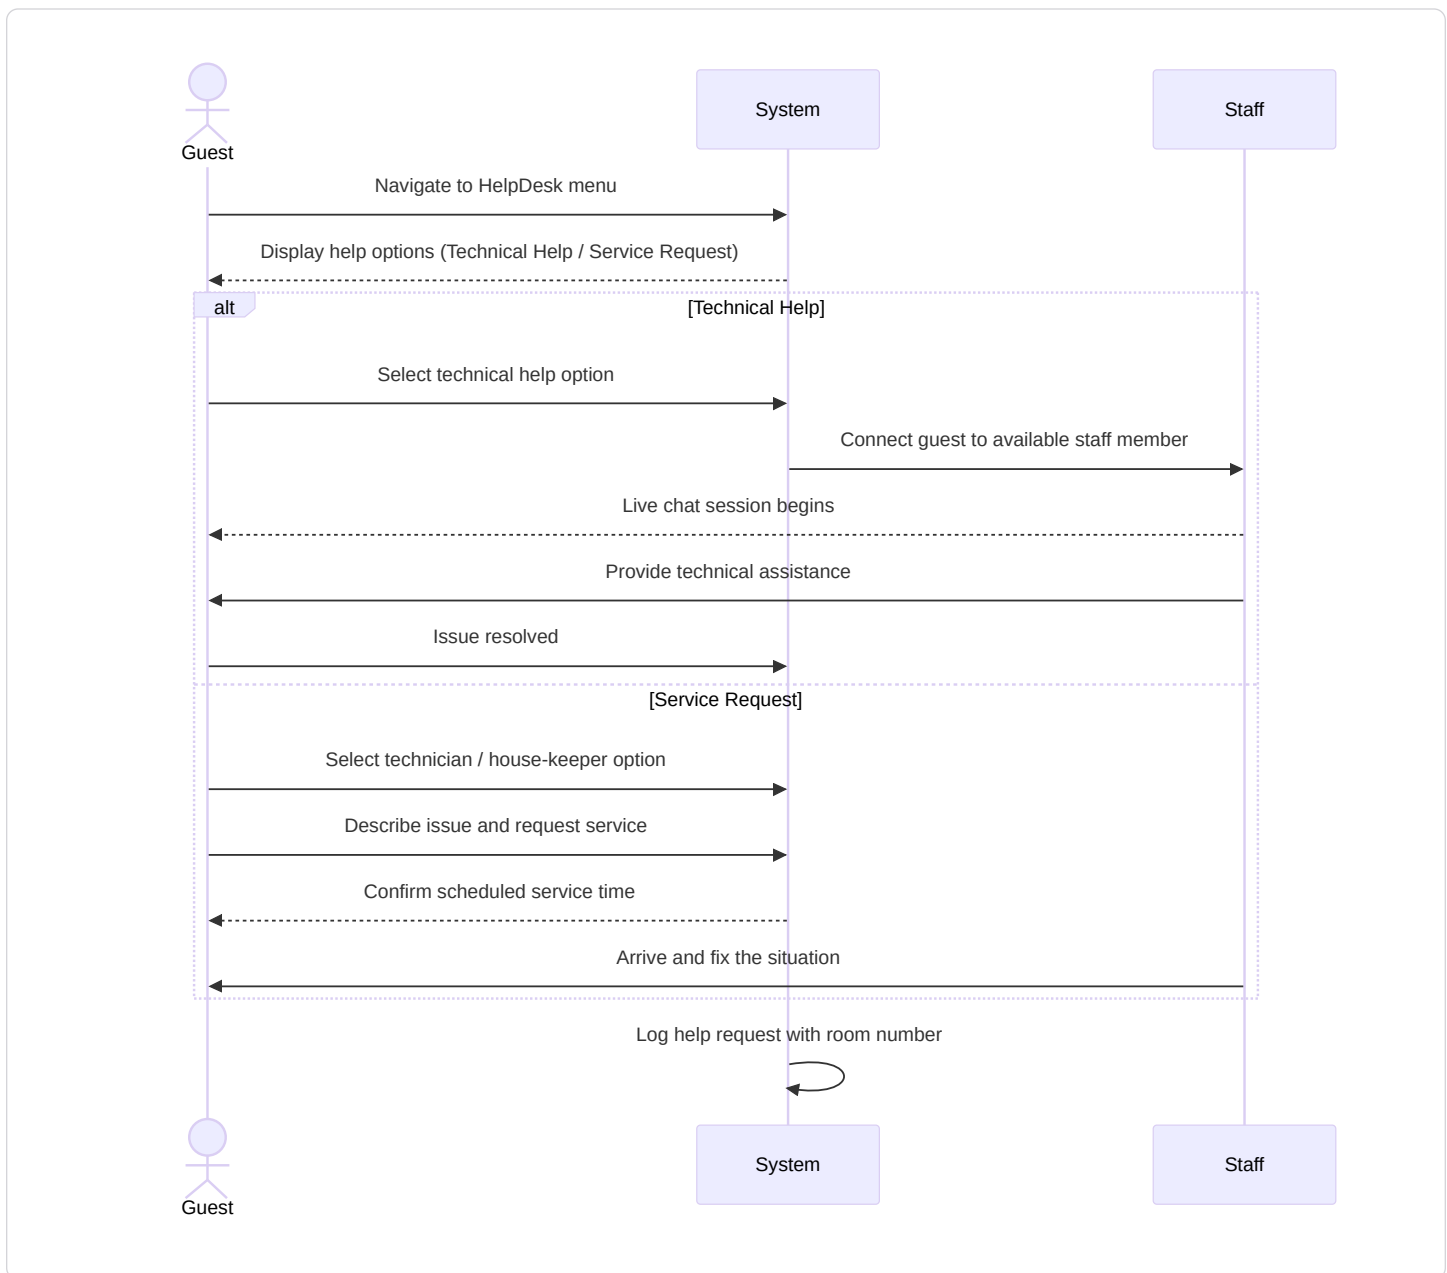 Guest
System
Staff
Navigate to HelpDesk menu
Display help options (Technical Help / Service Request)
alt
[Technical Help]
Select technical help option
Connect guest to available staff member
Live chat session begins
Provide technical assistance
Issue resolved
[Service Request]
Select technician / house-keeper option
Describe issue and request service
Confirm scheduled service time
Arrive and fix the situation
Log help request with room number
Guest
System
Staff